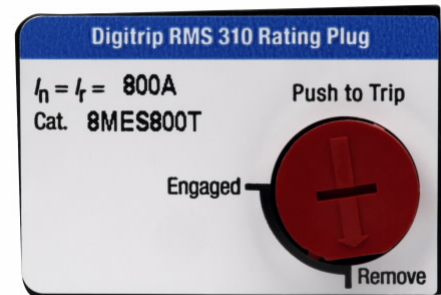 Digitrip RMS 310 Rating Plug
In = Ir = 800A
Cat. 8MES800T
Push to Trip
Engaged
Remove